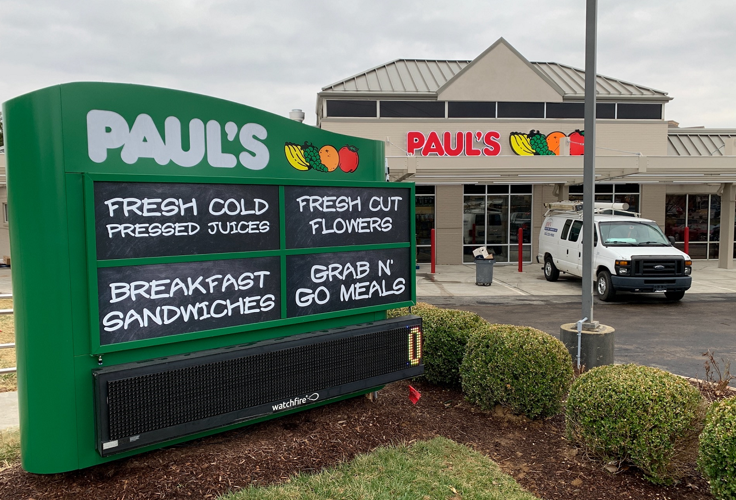 PAUL'S
FRESH COLD
PRESSED JUICES
FRESH CUT
FLOWERS
BREAKFAST
SANDWICHES
GRAB N'
GO MEALS
0
watchfire
PAUL'S